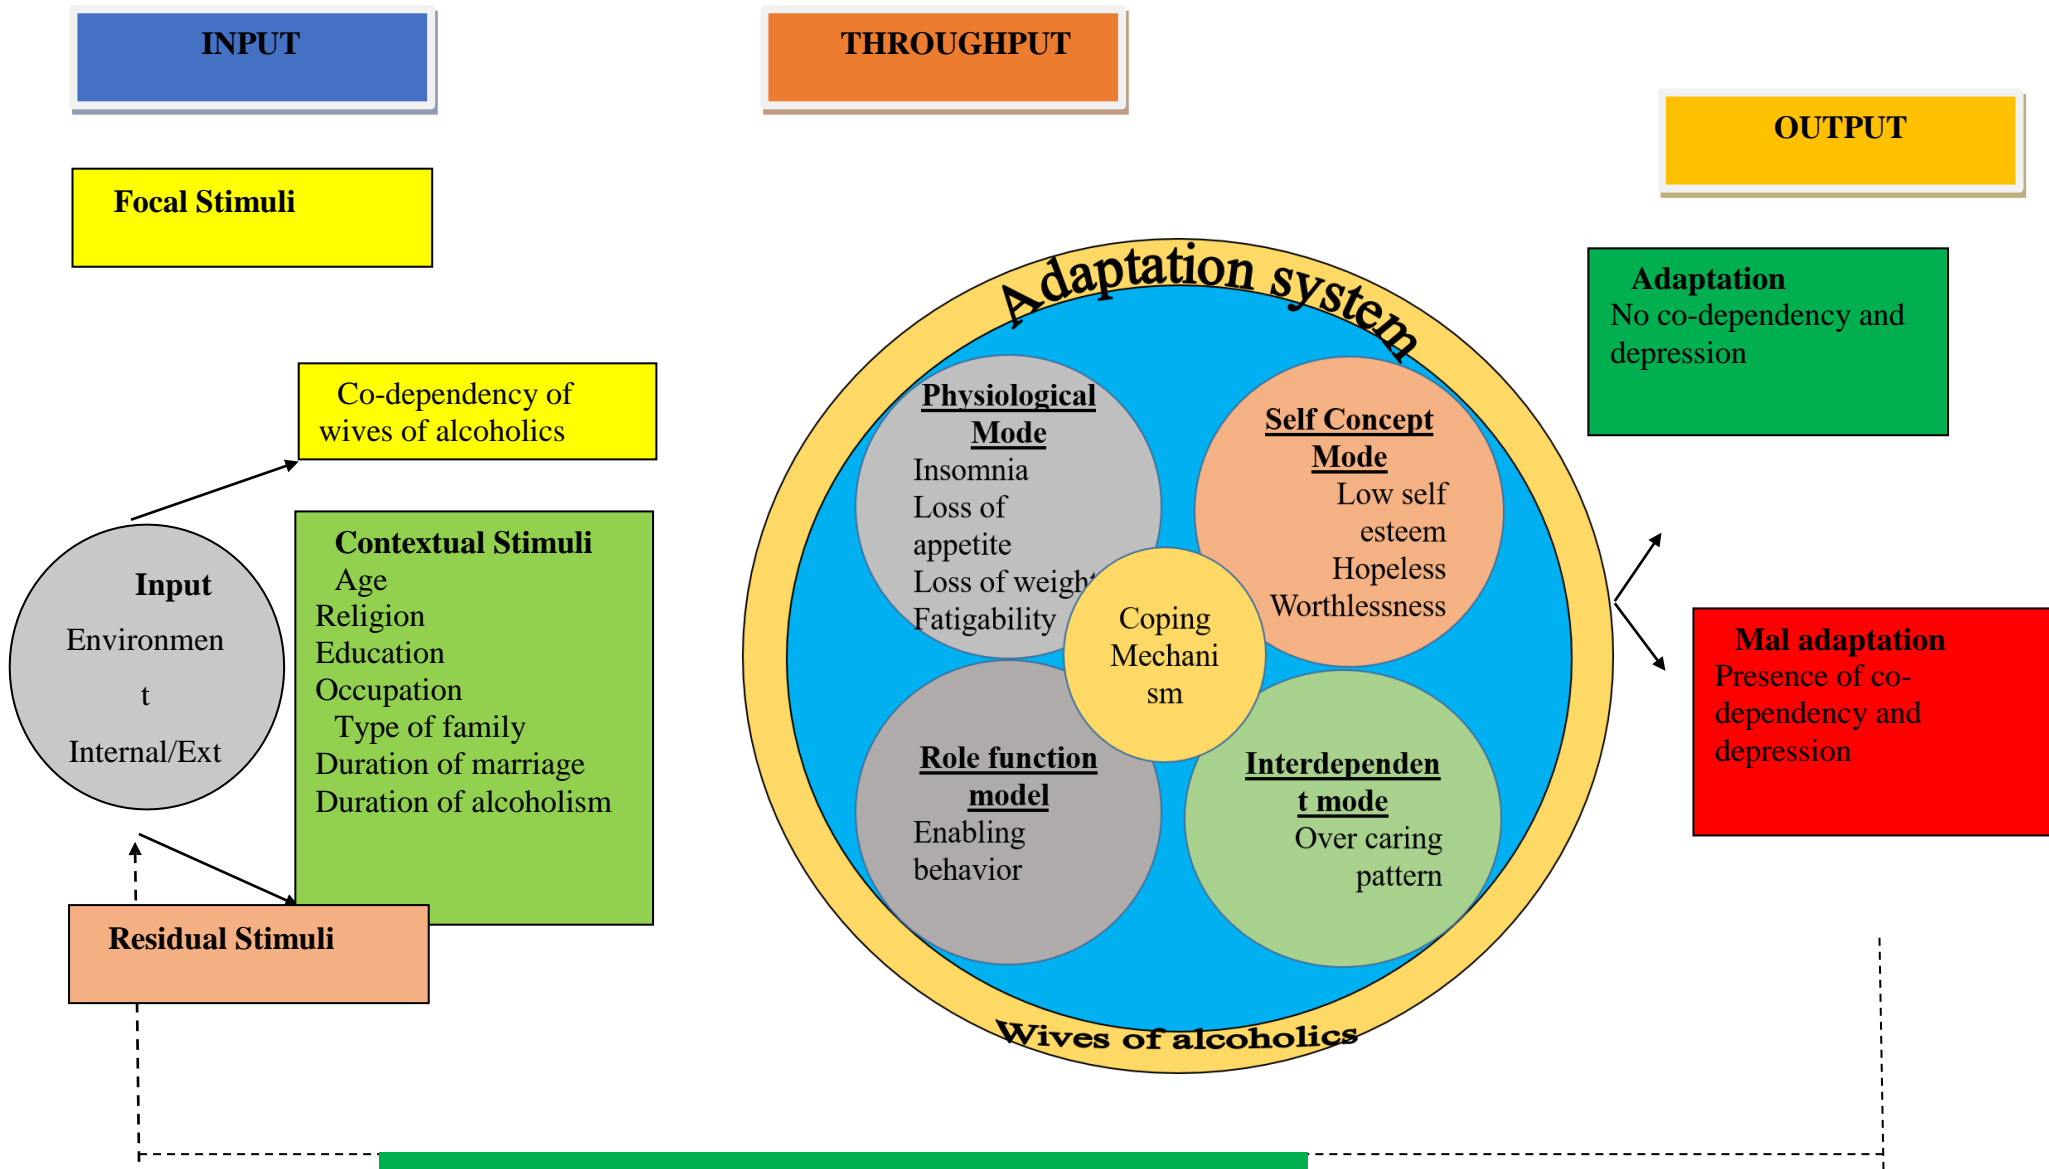 INPUT
THROUGHPUT
OUTPUT
Focal Stimuli
Co-dependency of
wives of alcoholics
Input
Environmen
t
Internal/Ext
Contextual Stimuli
Age
Religion
Education
Occupation
Type of family
Duration of marriage
Duration of alcoholism
Residual Stimuli
Adaptation system
Physiological
Mode
Insomnia
Loss of
appetite
Loss of weight
Fatigability
Self Concept
Mode
Low self
esteem
Hopeless
Worthlessness
Coping
Mechani
sm
Role function
model
Enabling
behavior
Interdependen
t mode
Over caring
pattern
Wives of alcoholics
Adaptation
No co-dependency and
depression
Mal adaptation
Presence of co-
dependency and
depression